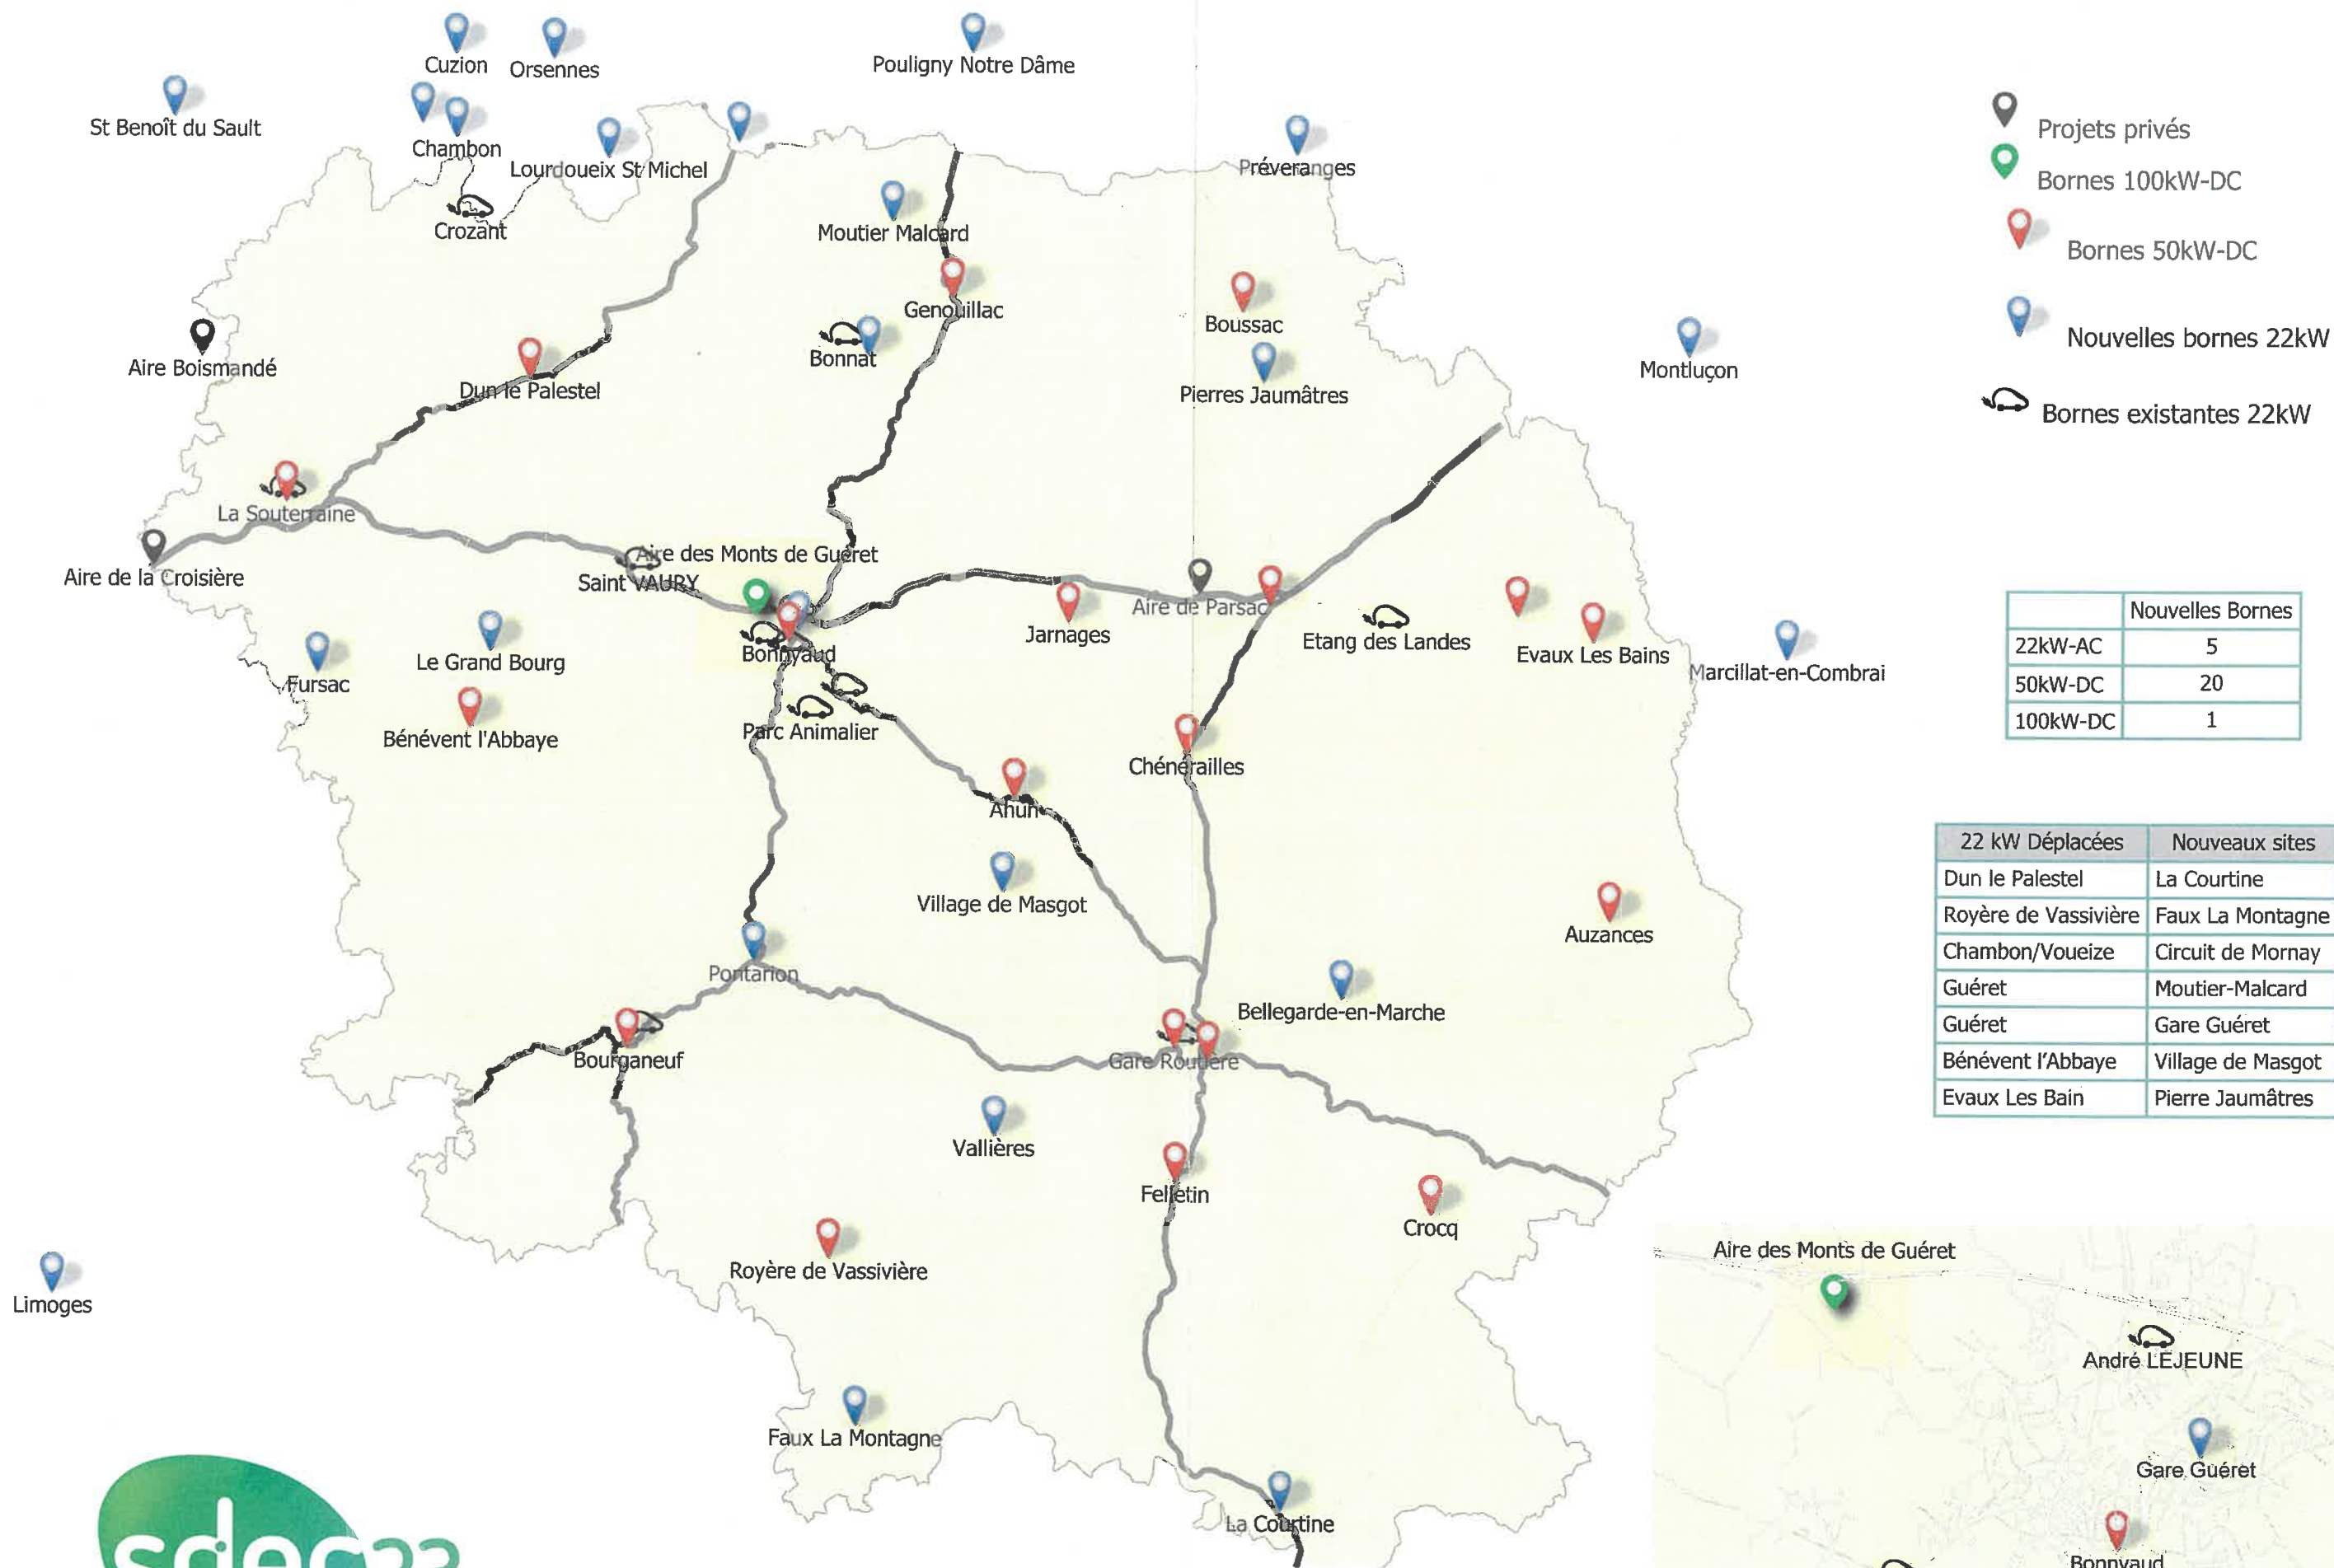 Cuzion
Orsennes
Pouligny Notre Dâme
St Benoît du Sault
Chambon
Lourdoueix St Michel
Préveranges
Crozant
Moutier Malcard
Genouillac
Boussac
Aire Boismandé
Bonnat
Dun le Palestel
Pierres Jaumâtres
Montluçon
La Souterraine
Aire des Monts de Guéret
Aire de la Croisière
Saint VAURY
Aire de Parsac
Jarnages
Etang des Landes
Evaux Les Bains
Marcillat-en-Combrai
Le Grand Bourg
Bonnyaud
Fursac
Bénévent l'Abbaye
Parc Animalier
Chénérailles
Ahun
Village de Masgot
Auzances
Pontarion
Bellegarde-en-Marche
Bourganeuf
Gare Routière
Vallières
Felletin
Crocq
Royère de Vassivière
Limoges
Faux La Montagne
La Courtine
sdec23
Projets privés
Bornes 100kW-DC
Bornes 50kW-DC
Nouvelles bornes 22kW
Bornes existantes 22kW
Nouvelles Bornes
22kW-AC 5
50kW-DC 20
100kW-DC 1
22 kW Déplacées Nouveaux sites
Dun le Palestel La Courtine
Royère de Vassivière Faux La Montagne
Chambon/Voueize Circuit de Mornay
Guéret Moutier-Malcard
Guéret Gare Guéret
Bénévent l'Abbaye Village de Masgot
Evaux Les Bain Pierre Jaumâtres
Aire des Monts de Guéret
André LEJEUNE
Gare Guéret
Bonnyaud